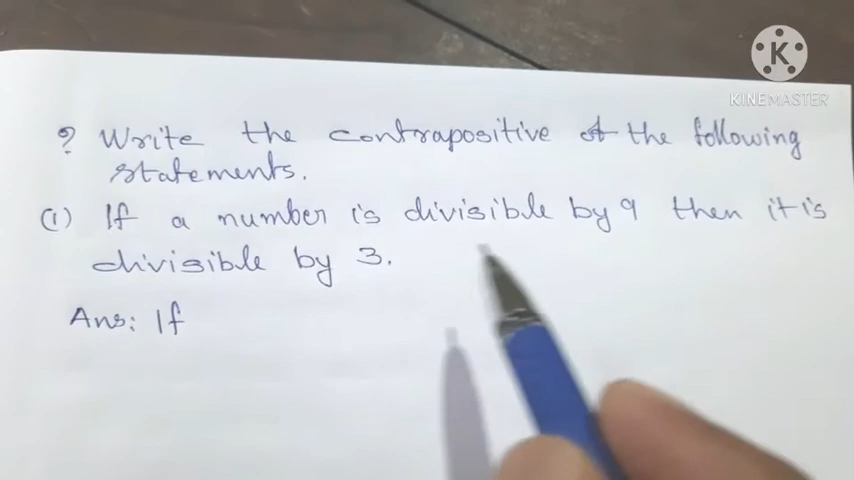 K
KINEMASTER
? Write the contrapositive of the following
statements.
(1) If a number is divisible by 9 then it is
divisible by 3.
Ans: If